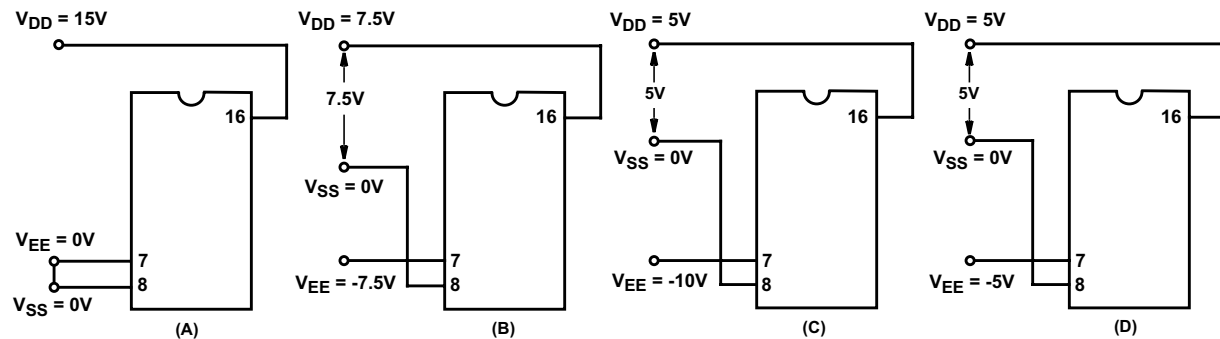 V_DD = 15V
16
V_EE = 0V
7
8
V_SS = 0V
(A)
V_DD = 7.5V
7.5V
16
V_SS = 0V
7
V_EE = -7.5V
8
(B)
V_DD = 5V
5V
16
V_SS = 0V
7
V_EE = -10V
8
(C)
V_DD = 5V
5V
16
V_SS = 0V
7
V_EE = -5V
8
(D)